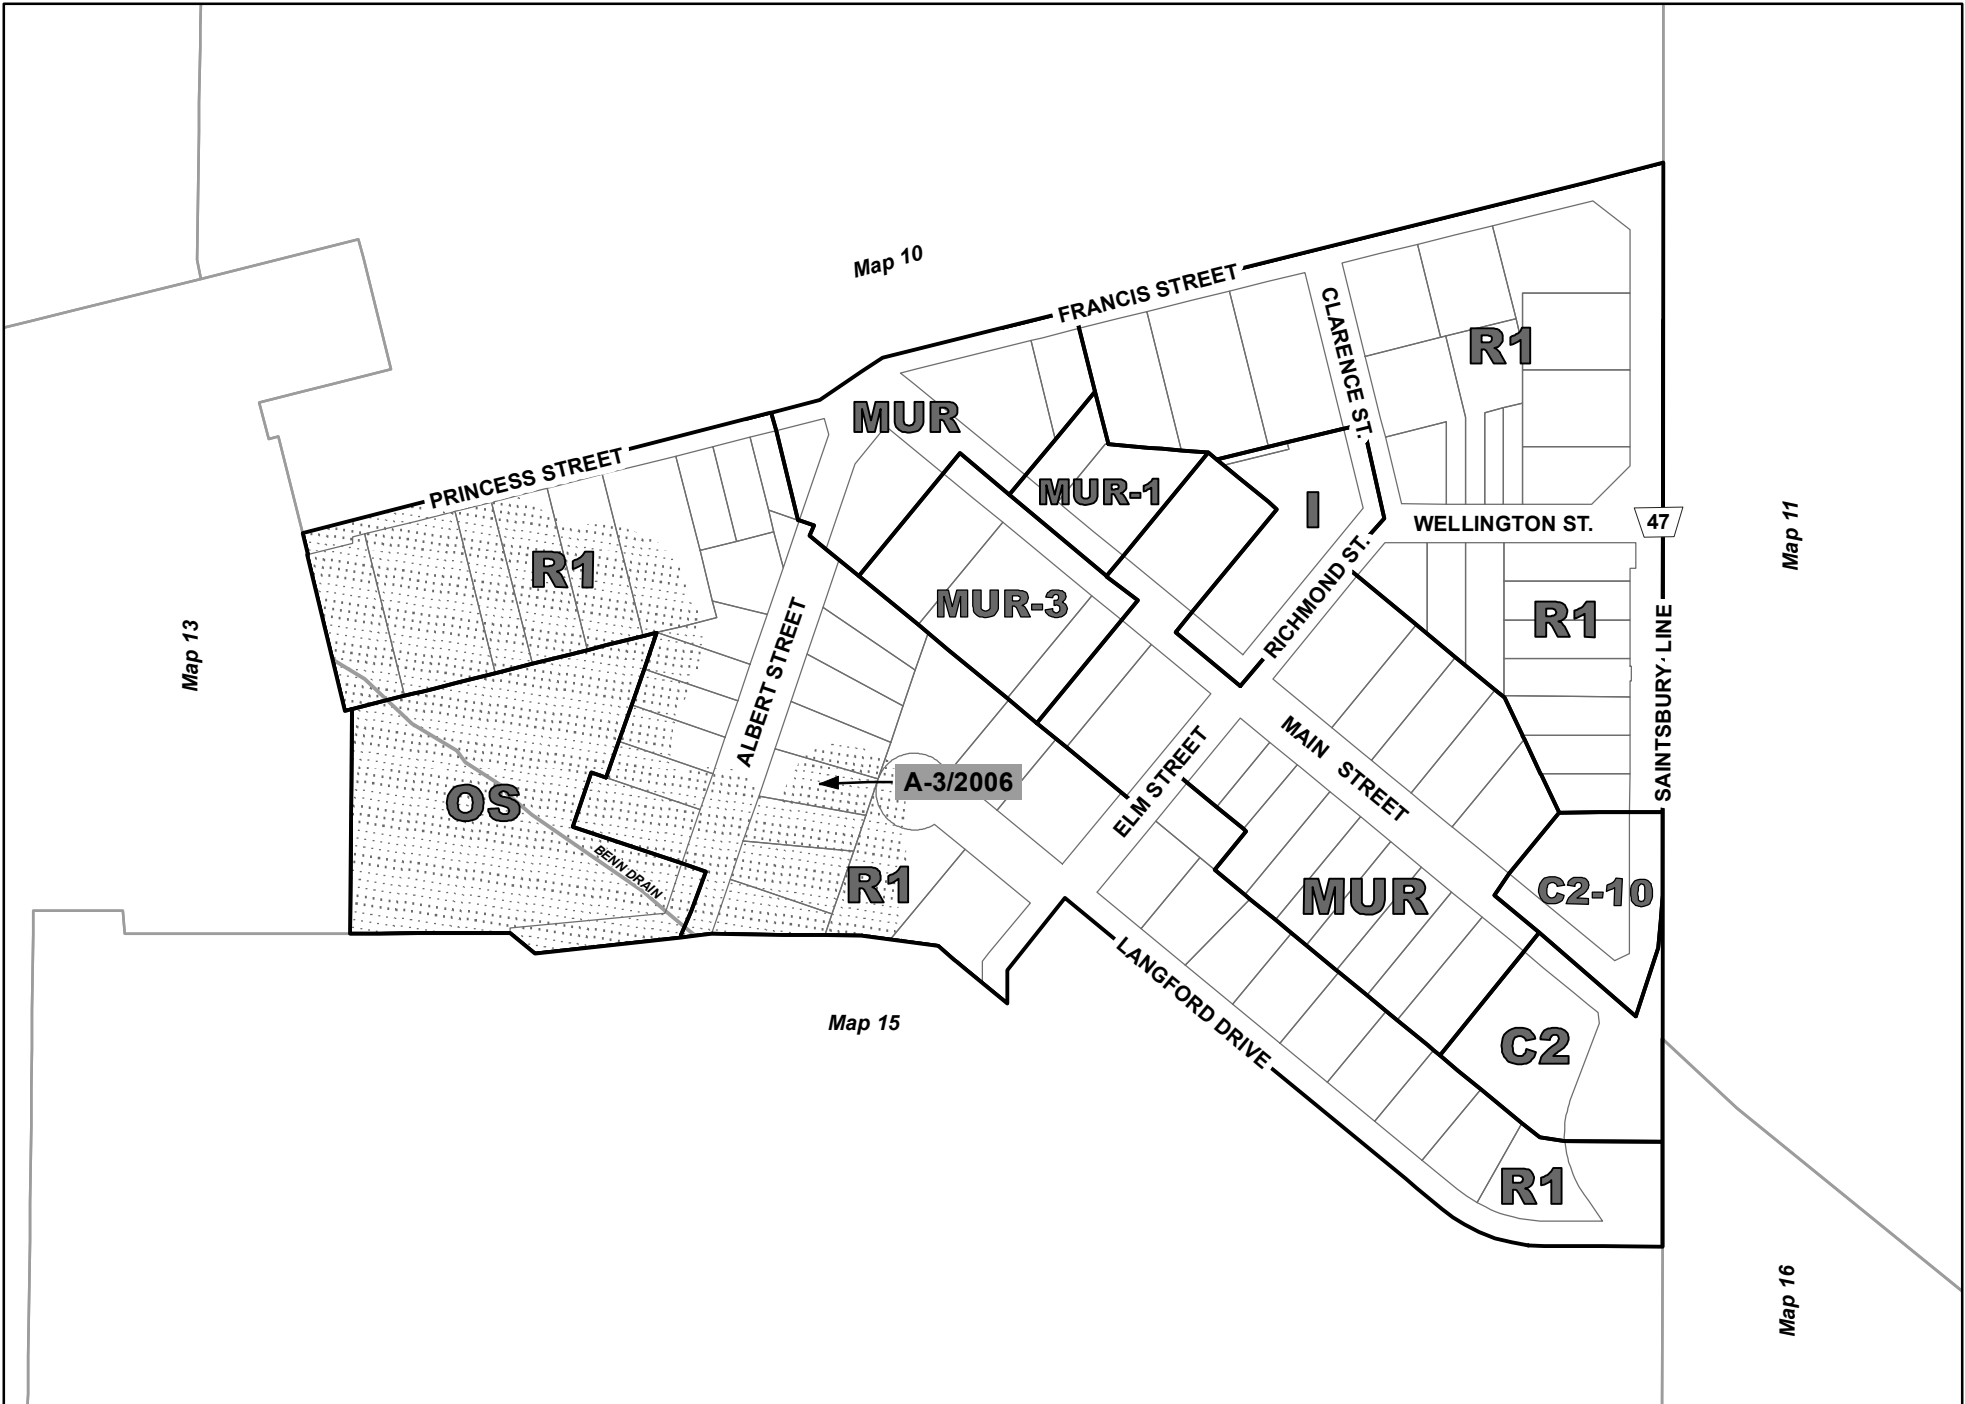 Map 10
FRANCIS STREET
CLARENCE ST.
R1
MUR
PRINCESS STREET
MUR-1
I
WELLINGTON ST.
47
Map 11
R1
MUR-3
RICHMOND ST.
R1
Map 13
ALBERT STREET
SAINTSBURY LINE
MAIN STREET
ELM STREET
A-3/2006
OS
BENN DRAIN
R1
MUR
C2-10
LANGFORD DRIVE
Map 15
C2
R1
Map 16